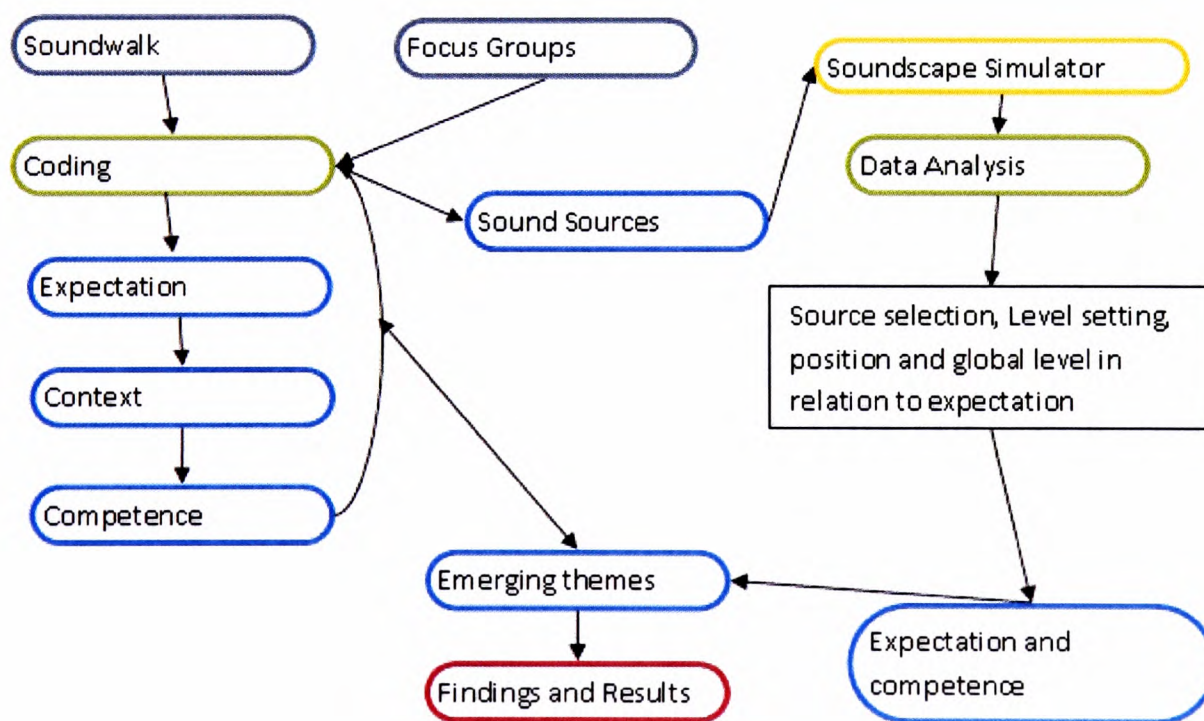 Soundwalk
Focus Groups
Soundscape Simulator
Coding
Data Analysis
Sound Sources
Expectation
Source selection, Level setting,
position and global level in
relation to expectation
Context
Competence
Emerging themes
Expectation and
competence
Findings and Results